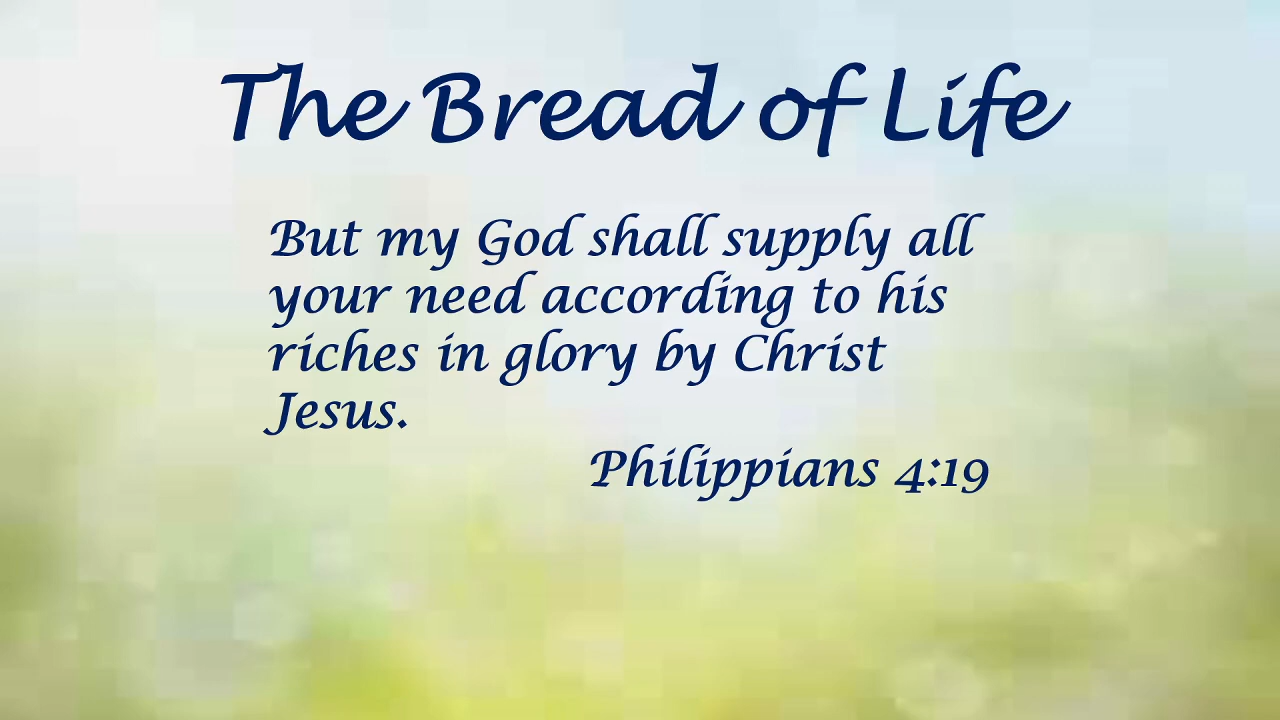 The Bread of Life
But my God shall supply all
your need according to his
riches in glory by Christ
Jesus.
Philippians 4:19